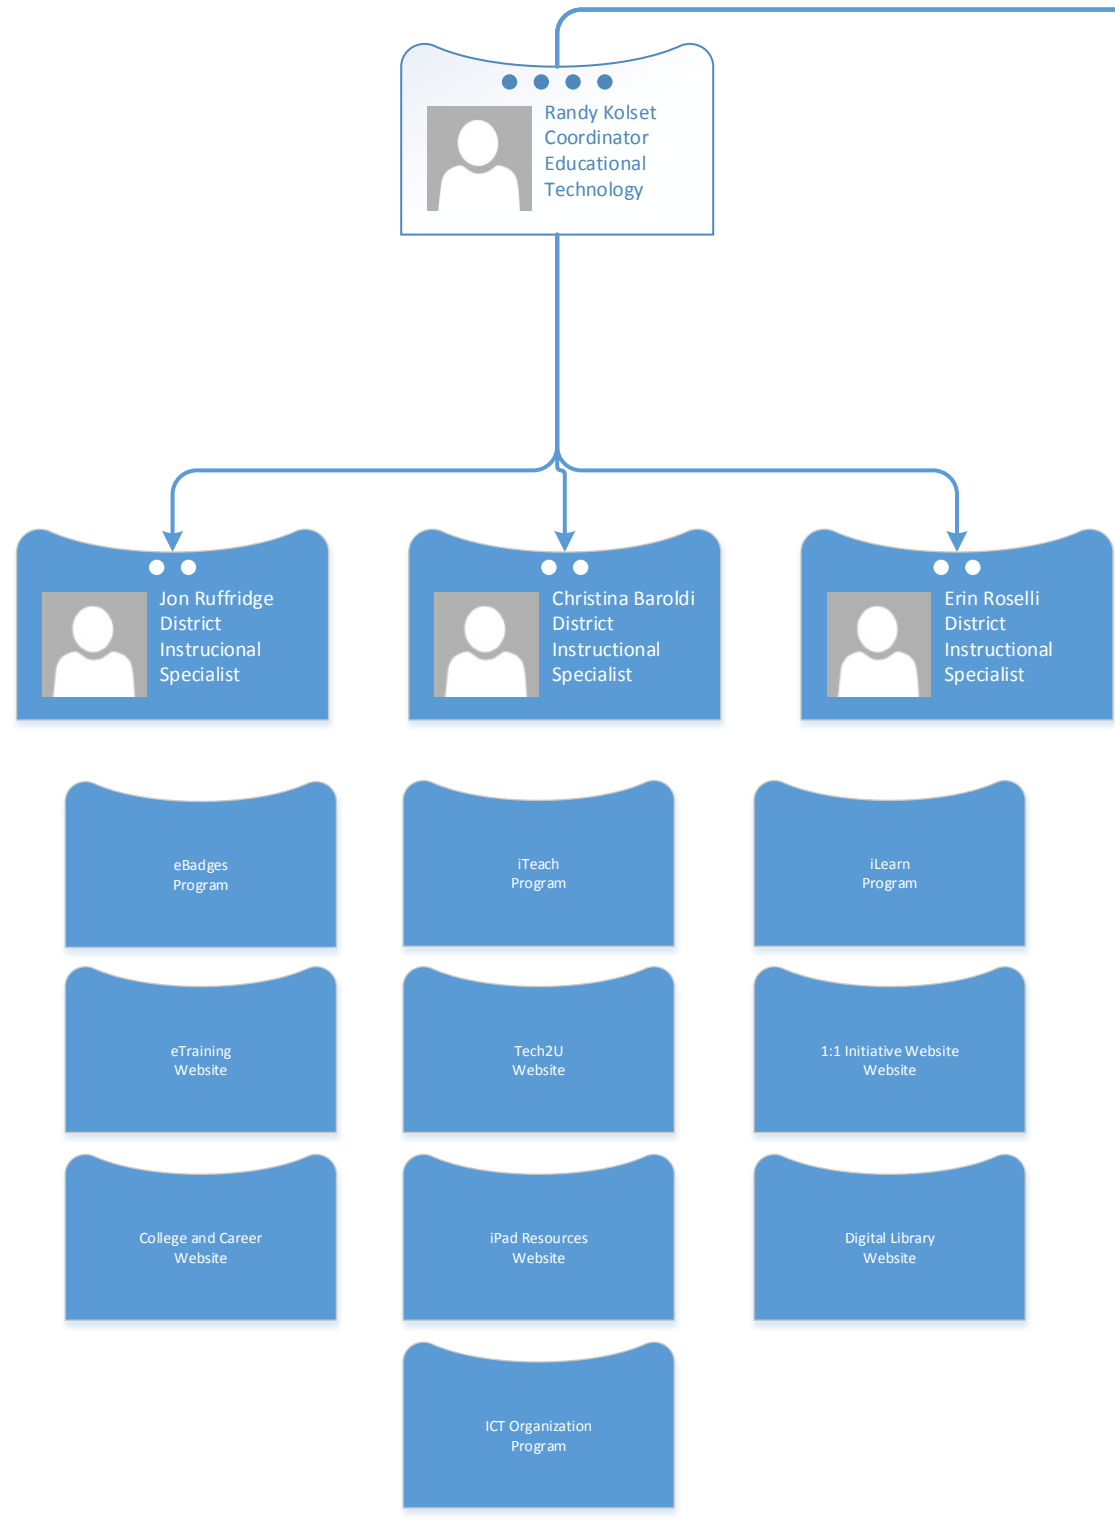 Randy Kolset
Coordinator
Educational
Technology
Jon Ruffridge
District
Instrucional
Specialist
Christina Baroldi
District
Instructional
Specialist
Erin Roselli
District
Instructional
Specialist
eBadges
Program
iTeach
Program
iLearn
Program
eTraining
Website
Tech2U
Website
1:1 Initiative Website
Website
College and Career
Website
iPad Resources
Website
Digital Library
Website
ICT Organization
Program